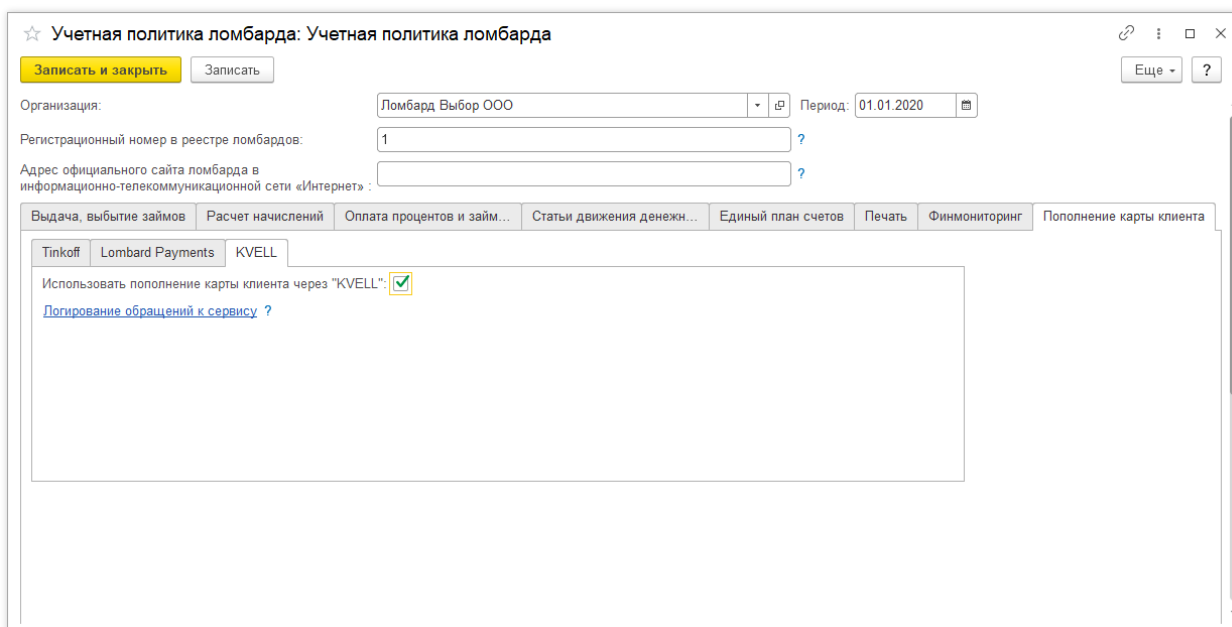 Учетная политика ломбарда: Учетная политика ломбарда
Записать и закрыть Записать Еще ?
Организация: Ломбард Выбор ООО Период: 01.01.2020
Регистрационный номер в реестре ломбардов: 1 ?
Адрес официального сайта ломбарда в
информационно-телекоммуникационной сети «Интернет» : ?
Выдача, выбытие займов Расчет начислений Оплата процентов и займ... Статьи движения денежн... Единый план счетов Печать Финмониторинг Пополнение карты клиента
Tinkoff Lombard Payments KVELL
Использовать пополнение карты клиента через "KVELL":
Логирование обращений к сервису ?